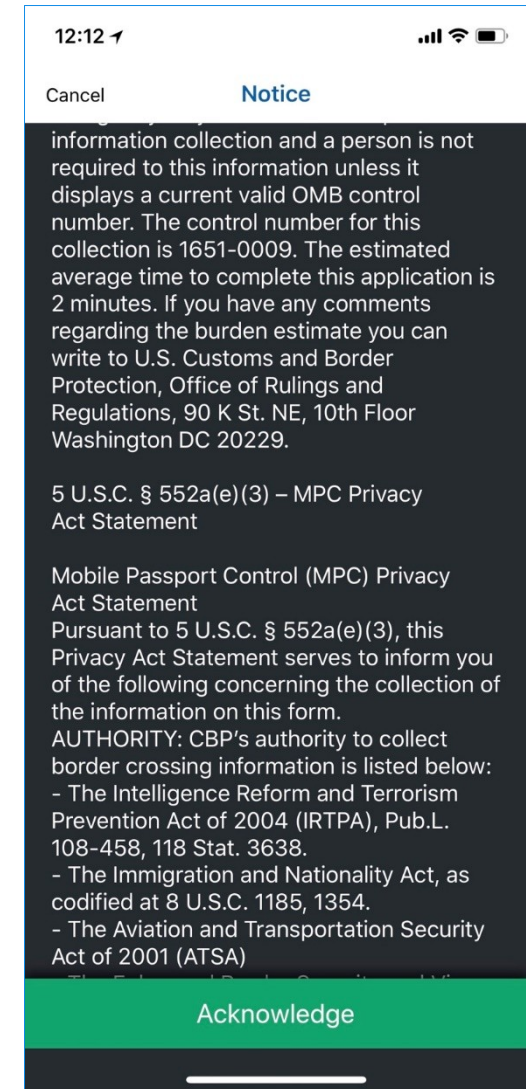 12:12
Cancel
Notice
information collection and a person is not
required to this information unless it
displays a current valid OMB control
number. The control number for this
collection is 1651-0009. The estimated
average time to complete this application is
2 minutes. If you have any comments
regarding the burden estimate you can
write to U.S. Customs and Border
Protection, Office of Rulings and
Regulations, 90 K St. NE, 10th Floor
Washington DC 20229.
5 U.S.C. § 552a(e)(3) – MPC Privacy
Act Statement
Mobile Passport Control (MPC) Privacy
Act Statement
Pursuant to 5 U.S.C. § 552a(e)(3), this
Privacy Act Statement serves to inform you
of the following concerning the collection of
the information on this form.
AUTHORITY: CBP’s authority to collect
border crossing information is listed below:
- The Intelligence Reform and Terrorism
Prevention Act of 2004 (IRTPA), Pub.L.
108-458, 118 Stat. 3638.
- The Immigration and Nationality Act, as
codified at 8 U.S.C. 1185, 1354.
- The Aviation and Transportation Security
Act of 2001 (ATSA)
Acknowledge